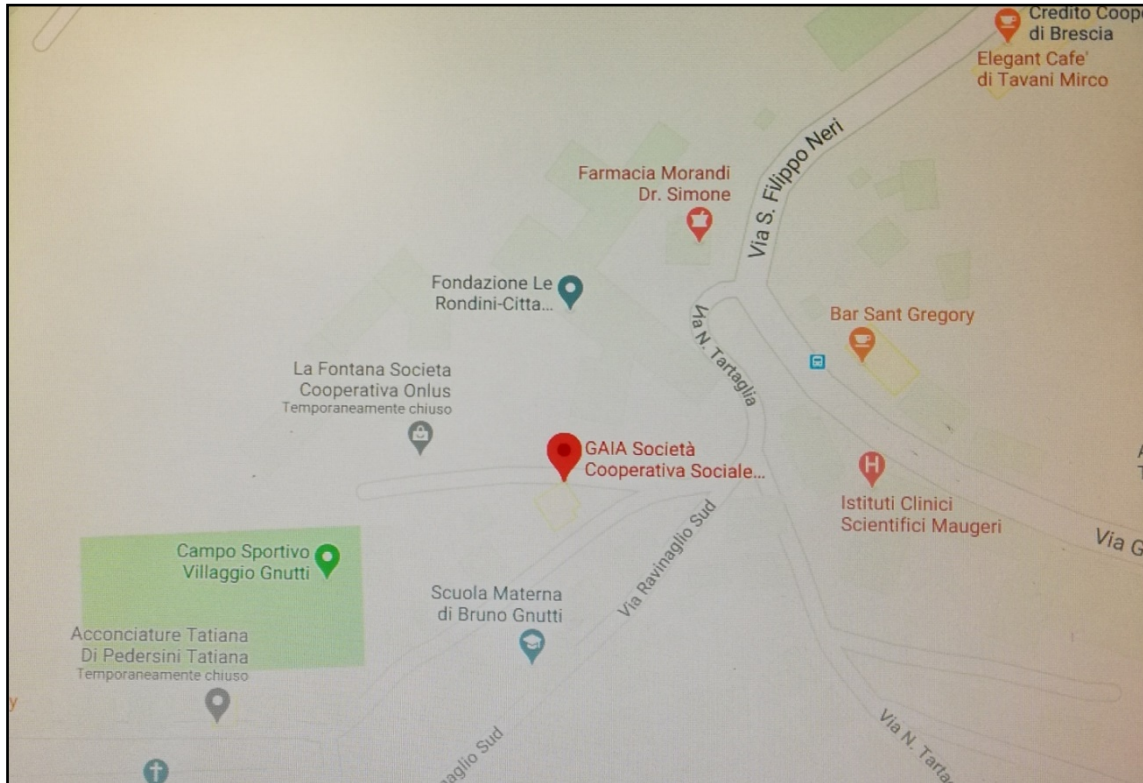 Credito Coope
di Brescia
Elegant Cafe'
di Tavani Mirco
Via S. Filippo Neri
Farmacia Morandi
Dr. Simone
Fondazione Le
Rondini-Citta...
Via N. Tartaglia
Bar Sant Gregory
La Fontana Societa
Cooperativa Onlus
Temporaneamente chiuso
GAIA Società
Cooperativa Sociale...
H
Istituti Clinici
Scientifici Maugeri
Via G
Campo Sportivo
Villaggio Gnutti
Via Ravinaglio Sud
Scuola Materna
di Bruno Gnutti
Acconciature Tatiana
Di Pedersini Tatiana
Temporaneamente chiuso
y
Via N. Tarta
naglio Sud